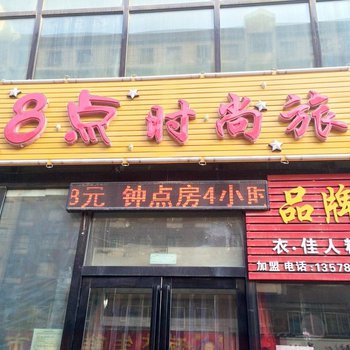 8点时尚旅
3元 钟点房4小时
品牌
衣·佳人
加盟电话:13578